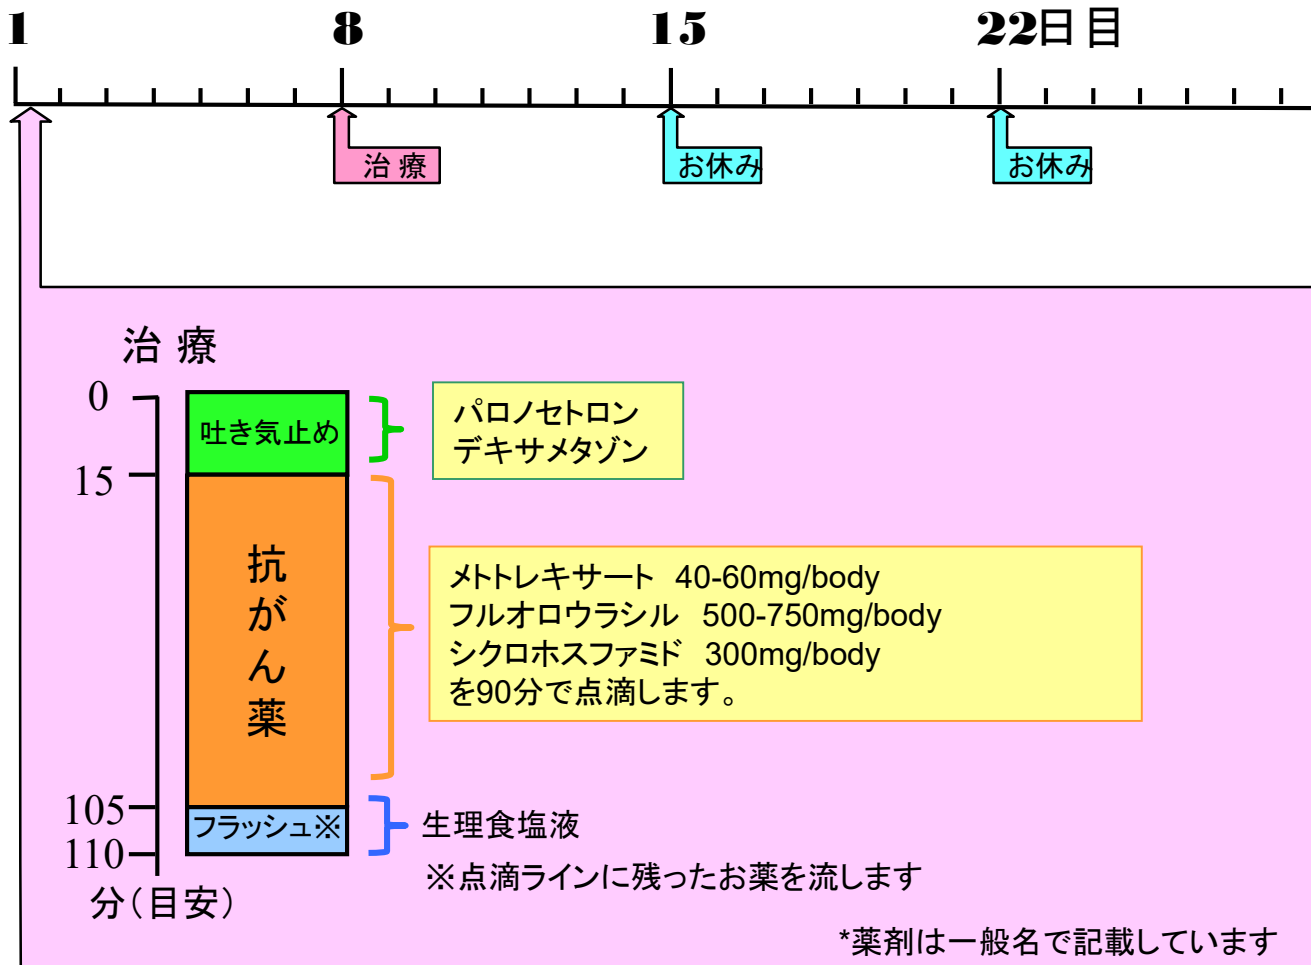 1 8 15 22日目
治療 お休み お休み
治療
0
吐き気止め
パロノセトロン
デキサメタゾン
15
抗がん薬
メトトレキサート 40-60mg/body
フルオロウラシル 500-750mg/body
シクロホスファミド 300mg/body
を90分で点滴します。
105
フラッシュ※ 生理食塩液
110
※点滴ラインに残ったお薬を流します
分(目安)
*薬剤は一般名で記載しています